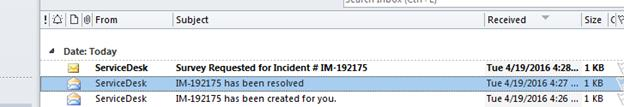 Search Inbox (Ctrl+E)
! From Subject Received Size C
Date: Today
ServiceDesk Survey Requested for Incident # IM-192175 Tue 4/19/2016 4:28... 1 KB
ServiceDesk IM-192175 has been resolved Tue 4/19/2016 4:27 ... 1 KB
ServiceDesk IM-192175 has been created for you. Tue 4/19/2016 4:26 ... 1 KB